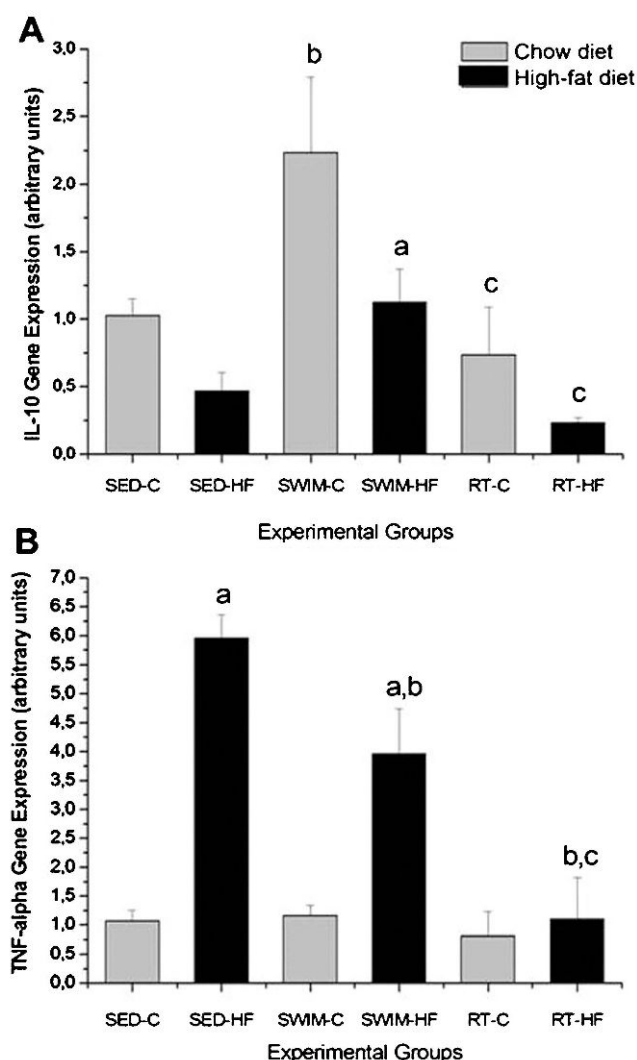 A
IL-10 Gene Expression (arbitrary units)
3,0
2,5
2,0
1,5
1,0
0,5
0,0
b
a
c
c
Chow diet
High-fat diet
SED-C SED-HF SWIM-C SWIM-HF RT-C RT-HF
Experimental Groups
B
TNF-alpha Gene Expression (arbitrary units)
7,0
6,5
6,0
5,5
5,0
4,5
4,0
3,5
3,0
2,5
2,0
1,5
1,0
0,5
0,0
a
a,b
b,c
SED-C SED-HF SWIM-C SWIM-HF RT-C RT-HF
Experimental Groups